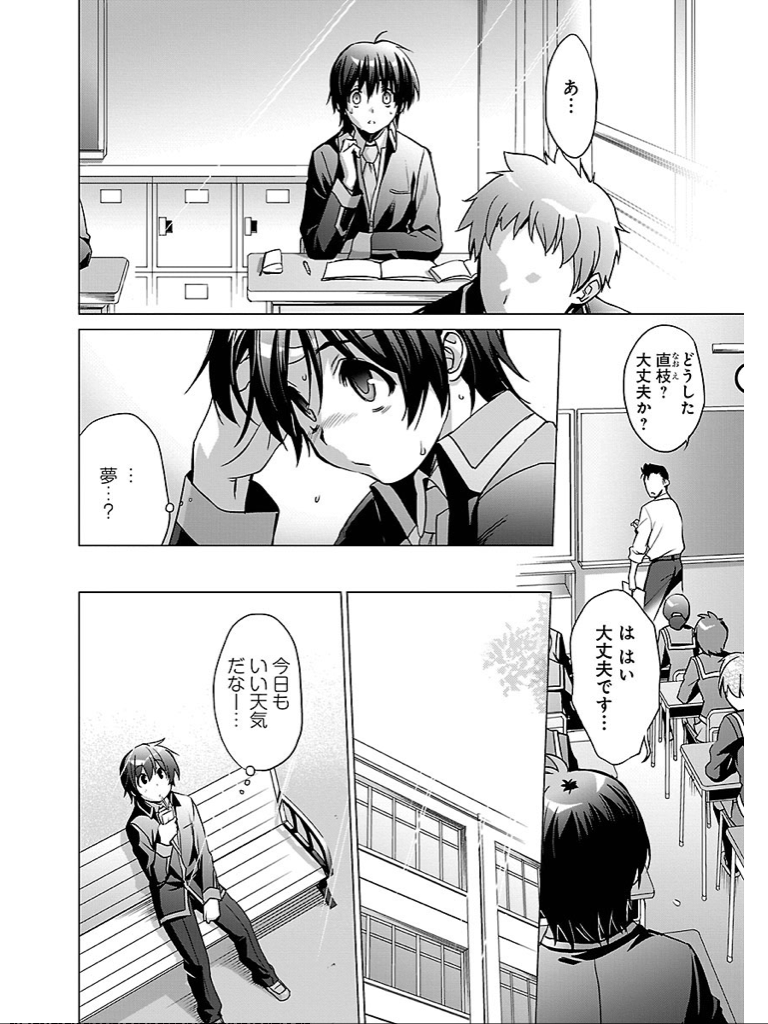 あ…
どうした
直枝？
大丈夫か？
…
夢…？
は はい
大丈夫です…
今日も
いい天気
だなー…